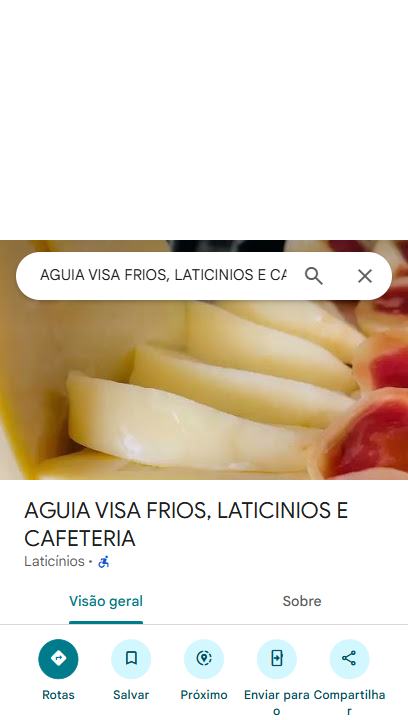 AGUIA VISA FRIOS, LATICINIOS E CA
AGUIA VISA FRIOS, LATICINIOS E
CAFETERIA
Laticínios •
Visão geral Sobre
Rotas Salvar Próximo Enviar para o Compartilhar